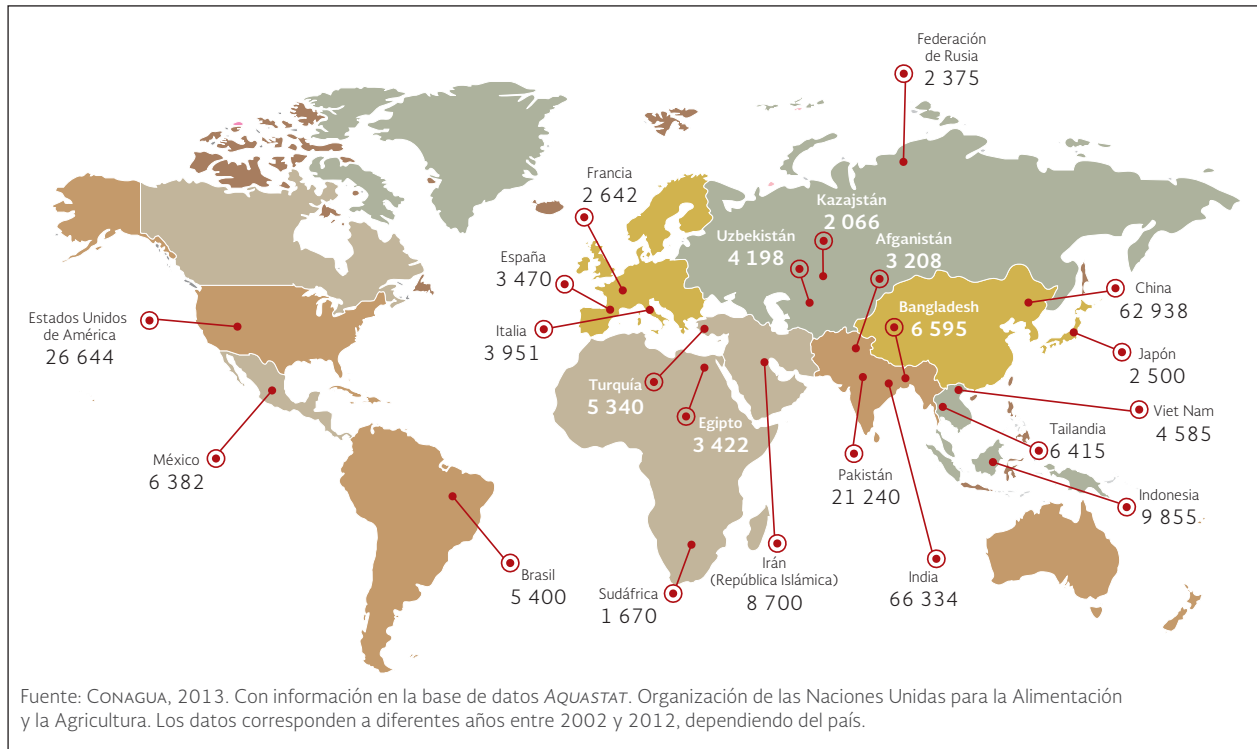 Federación
de Rusia
2 375
Francia
2 642
Kazajstán
2 066
Uzbekistán
4 198
Afganistán
3 208
España
3 470
Bangladesh
6 595
China
62 938
Estados Unidos
de América
26 644
Italia
3 951
Japón
2 500
Turquía
5 340
Egipto
3 422
Viet Nam
4 585
Tailandia
6 415
México
6 382
Pakistán
21 240
Indonesia
9 855
Brasil
5 400
Sudáfrica
1 670
Irán
(República Islámica)
8 700
India
66 334
Fuente: CONAGUA, 2013. Con información en la base de datos AQUASTAT. Organización de las Naciones Unidas para la Alimentación
y la Agricultura. Los datos corresponden a diferentes años entre 2002 y 2012, dependiendo del país.